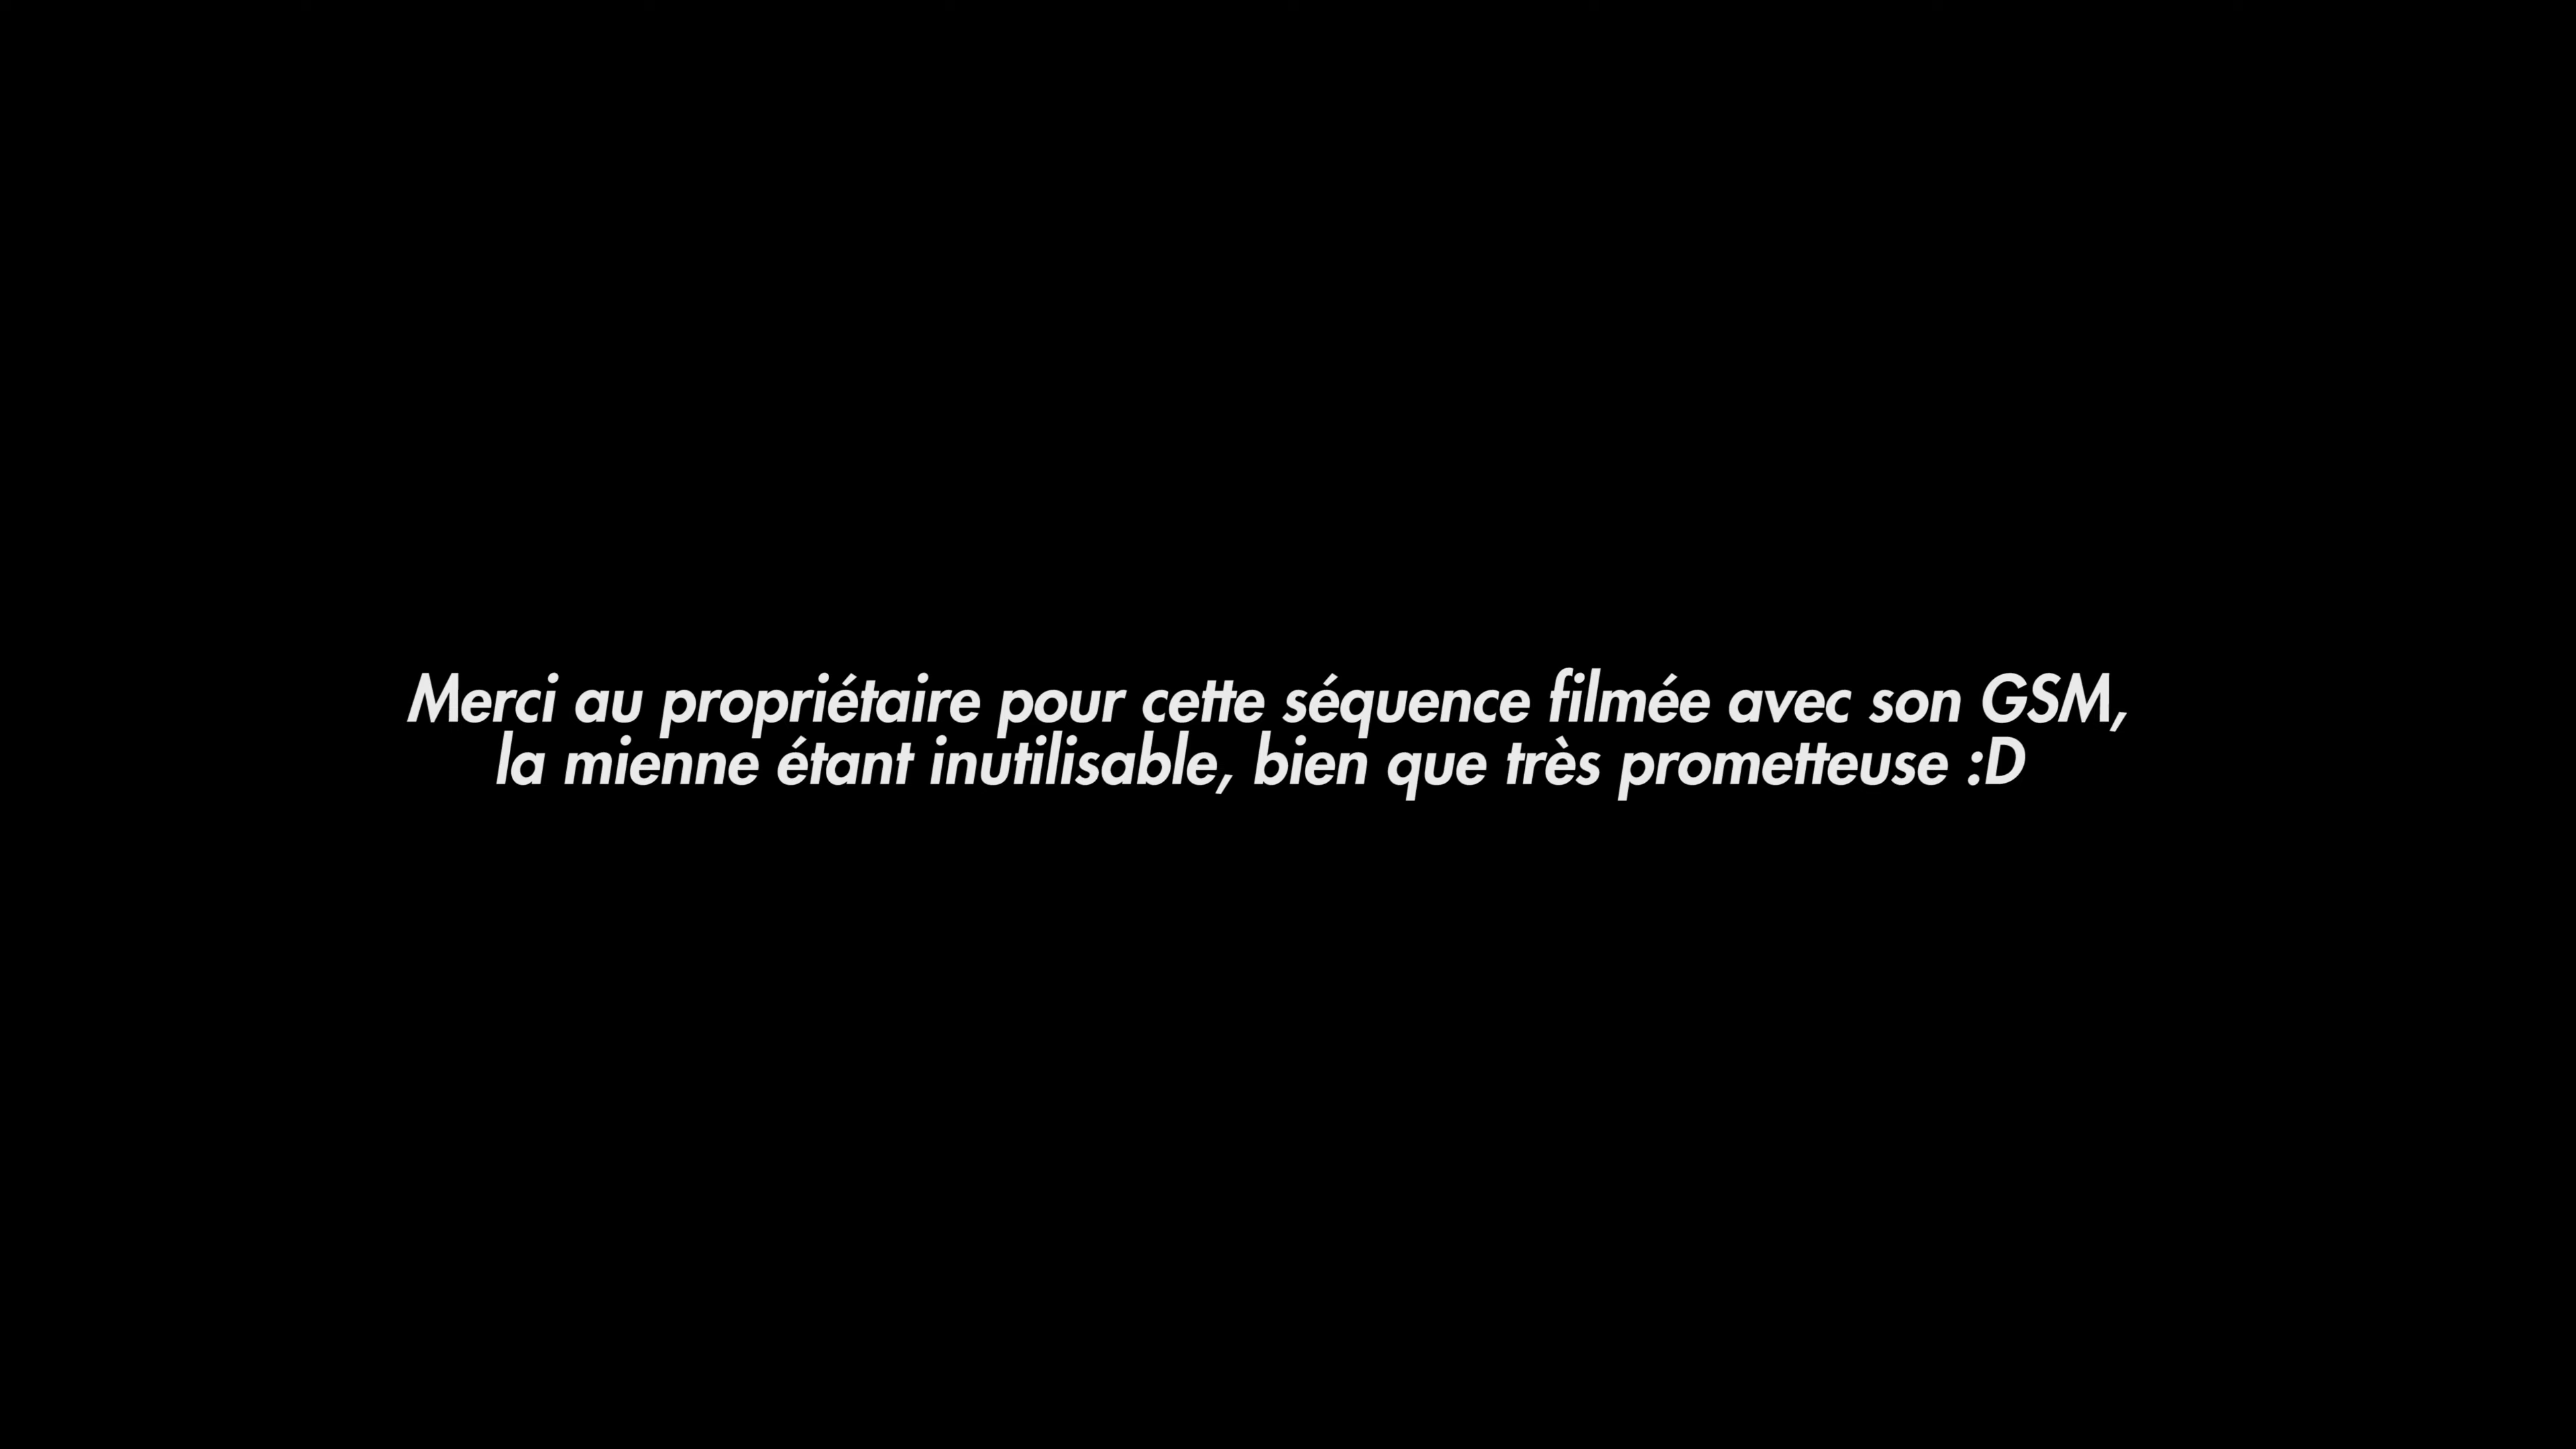 Merci au propriétaire pour cette séquence filmée avec son GSM,
la mienne étant inutilisable, bien que très prometteuse :D